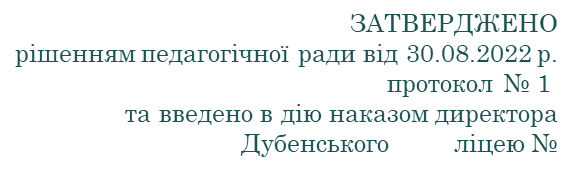 ЗАТВЕРДЖЕНО
рішенням педагогічної ради від 30.08.2022 р.
протокол № 1
та введено в дію наказом директора
Дубенського ліцею №